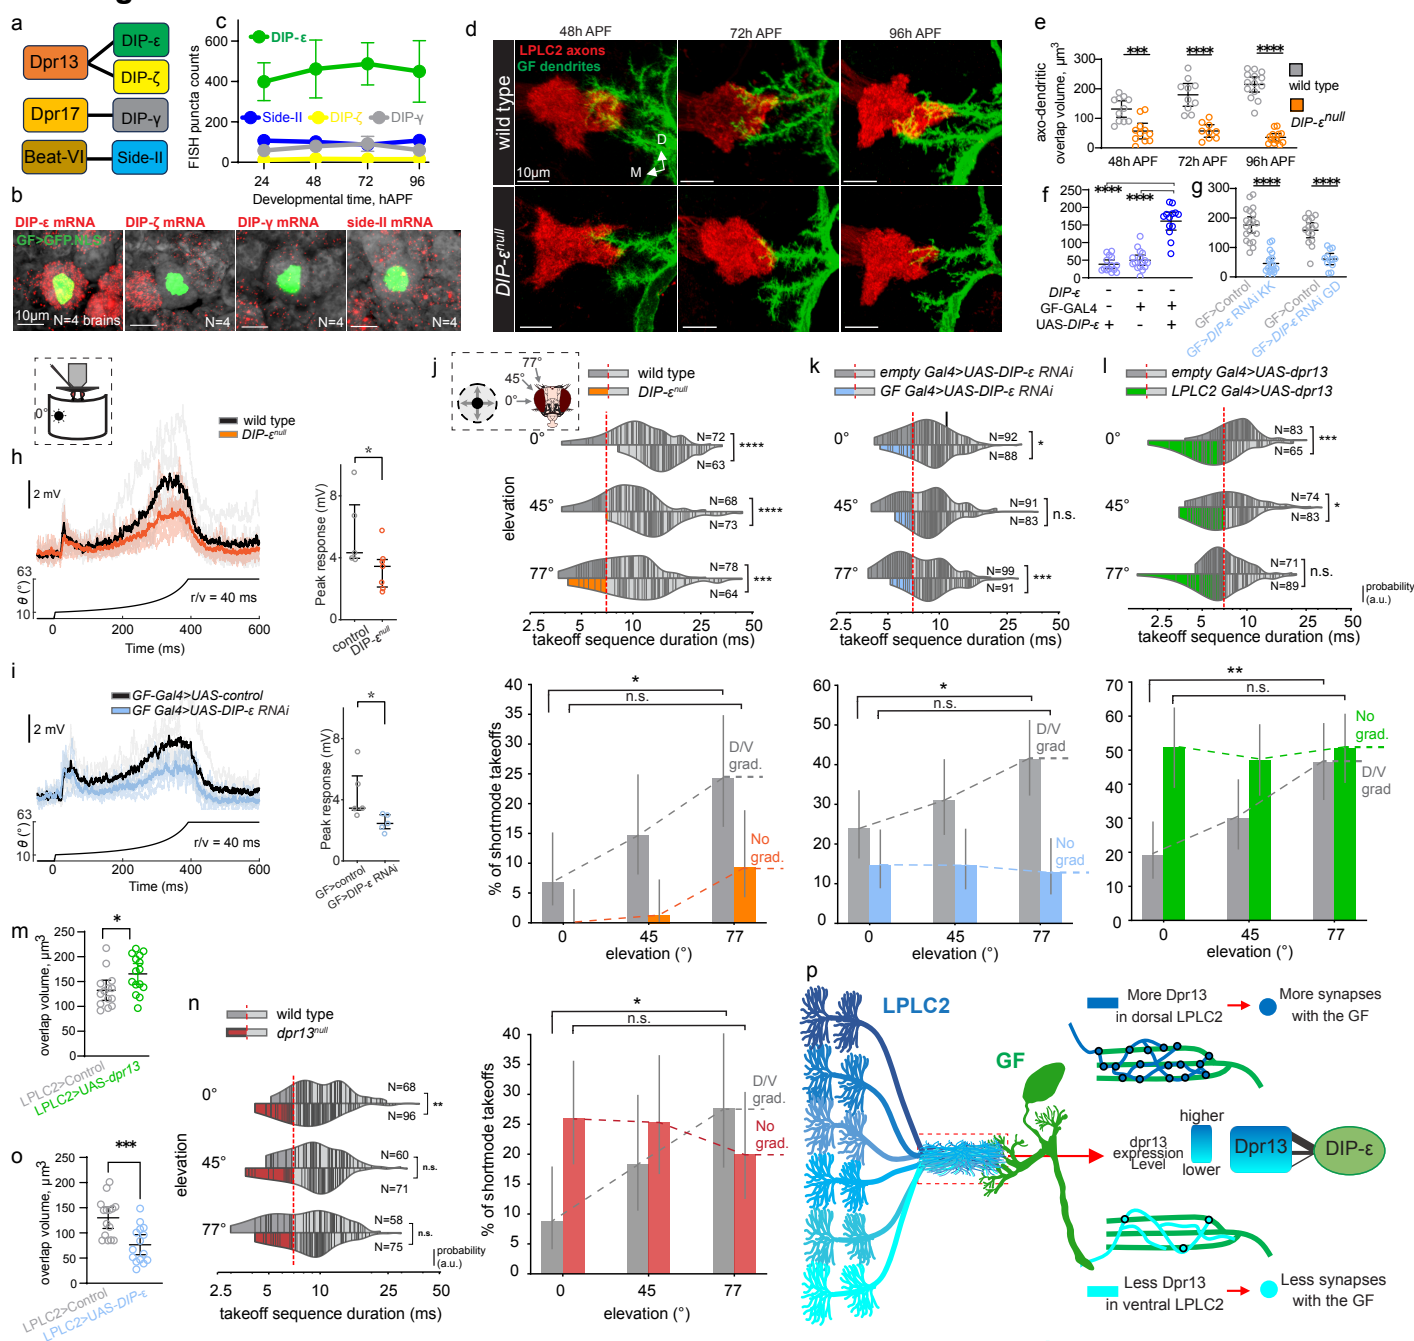 a
Dpr13
DIP-ε
DIP-ζ
Dpr17
DIP-γ
Beat-VI
Side-II
b
DIP-ε mRNA
GF>GFP.NLS
10μm
N=4 brains
DIP-ζ mRNA
N=4
DIP-γ mRNA
N=4
side-II mRNA
N=4
c
FISH puncta counts
600
400
200
0
DIP-ε
Side-II
DIP-ζ
DIP-γ
24
48
72
96
Developmental time, hAPF
d
48h APF
72h APF
96h APF
LPLC2 axons
GF dendrites
wild type
DIP-ε^null
10μm
D
M
e
axo-dendritic
overlap volume, μm³
300
200
100
0
***
****
****
wild type
DIP-ε^null
48h APF
72h APF
96h APF
f
250
200
150
100
50
0
****
****
DIP-ε - - -
GF-GAL4 - + +
UAS-DIP-ε + - +
g
300
200
100
0
****
****
GF>Control
GF>DIP-ε RNAi KK
GF>Control
GF>DIP-ε RNAi GD
h
0°
wild type
DIP-ε^null
2 mV
63
θ (°)
10
r/v = 40 ms
0
200
400
600
Time (ms)
Peak response (mV)
8
4
0
*
control
DIP-ε^null
i
GF-Gal4>UAS-control
GF Gal4>UAS-DIP-ε RNAi
2 mV
63
θ (°)
10
r/v = 40 ms
0
200
400
600
Time (ms)
Peak response (mV)
8
4
0
*
GF>control
GF>DIP-ε RNAi
j
77°
45°
0°
wild type
DIP-ε^null
elevation
0°
N=72
N=63
****
45°
N=68
N=73
****
77°
N=78
N=64
***
2.5
5
10
25
50
takeoff sequence duration (ms)
% of shortmode takeoffs
40
35
30
25
20
15
10
5
0
*
n.s.
D/V
grad.
No
grad.
0
45
77
elevation (°)
k
empty Gal4>UAS-DIP-ε RNAi
GF Gal4>UAS-DIP-ε RNAi
0°
N=92
N=88
*
45°
N=91
N=83
n.s.
77°
N=99
N=91
***
2.5
5
10
25
50
takeoff sequence duration (ms)
60
50
40
30
20
10
0
*
n.s.
D/V
grad.
No
grad.
0
45
77
elevation (°)
l
empty Gal4>UAS-dpr13
LPLC2 Gal4>UAS-dpr13
0°
N=83
N=65
***
45°
N=74
N=83
*
77°
N=71
N=89
n.s.
probability
(a.u.)
2.5
5
10
25
50
takeoff sequence duration (ms)
60
50
40
30
20
10
0
**
n.s.
No
grad.
D/V
grad
0
45
77
elevation (°)
m
overlap volume, μm³
250
200
150
100
50
0
*
LPLC2>Control
LPLC2>UAS-dpr13
n
wild type
dpr13^null
elevation
0°
N=68
N=96
**
45°
N=60
N=71
n.s.
77°
N=58
N=75
n.s.
probability
(a.u.)
2.5
5
10
25
50
takeoff sequence duration (ms)
% of shortmode takeoffs
40
35
30
25
20
15
10
5
0
*
n.s.
D/V
grad.
No
grad.
0
45
77
elevation (°)
o
overlap volume, μm³
250
200
150
100
50
0
***
LPLC2>Control
LPLC2>UAS-DIP-ε
p
LPLC2
GF
More Dpr13
in dorsal LPLC2
More synapses
with the GF
dpr13
expression
Level
higher
lower
Dpr13
DIP-ε
Less Dpr13
in ventral LPLC2
Less synapses
with the GF